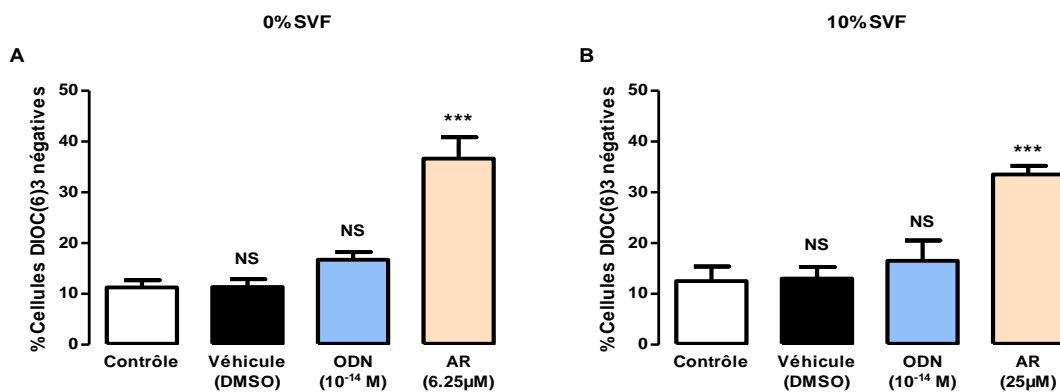 0% SVF
A
%Cellules DIOC(6)3 négatives
50
40
30
20
10
0
NS
NS
***
Contrôle
Véhicule
(DMSO)
ODN
(10⁻¹⁴ M)
AR
(6.25µM)
10% SVF
B
%Cellules DIOC(6)3 négatives
50
40
30
20
10
0
NS
NS
***
Contrôle
Véhicule
(DMSO)
ODN
(10⁻¹⁴ M)
AR
(25µM)